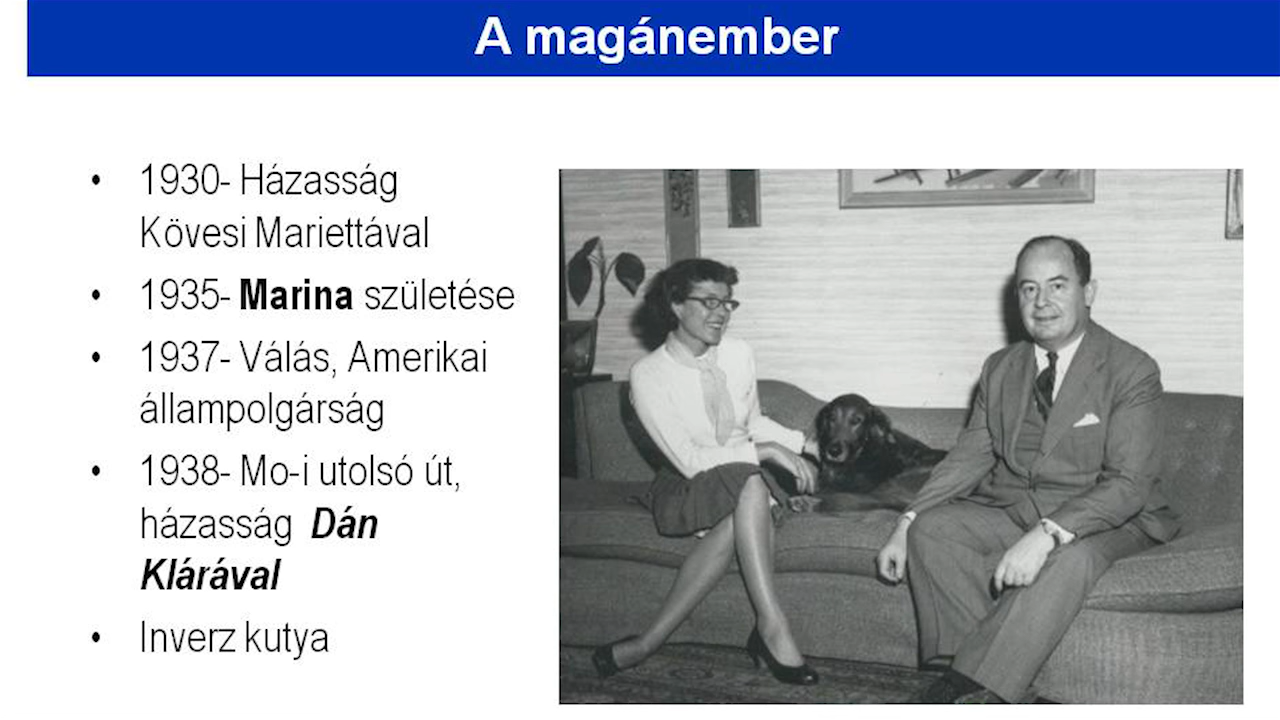 A magánember
• 1930- Házasság
Kövesi Mariettával
• 1935- Marina születése
• 1937- Válás, Amerikai
állampolgárság
• 1938- Mo-i utolsó út,
házasság Dán
Klárával
• Inverz kutya